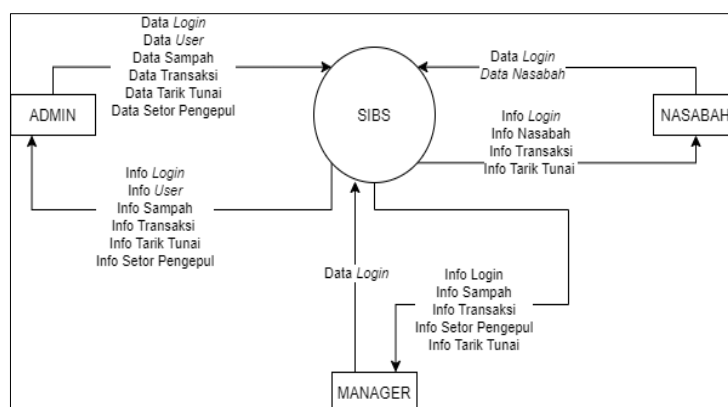 Data Login
Data User
Data Sampah
Data Transaksi
Data Tarik Tunai
Data Setor Pengepul
ADMIN
SIBS
Data Login
Data Nasabah
NASABAH
Info Login
Info Nasabah
Info Transaksi
Info Tarik Tunai
Info Login
Info User
Info Sampah
Info Transaksi
Info Tarik Tunai
Info Setor Pengepul
Data Login
Info Login
Info Sampah
Info Transaksi
Info Setor Pengepul
Info Tarik Tunai
MANAGER